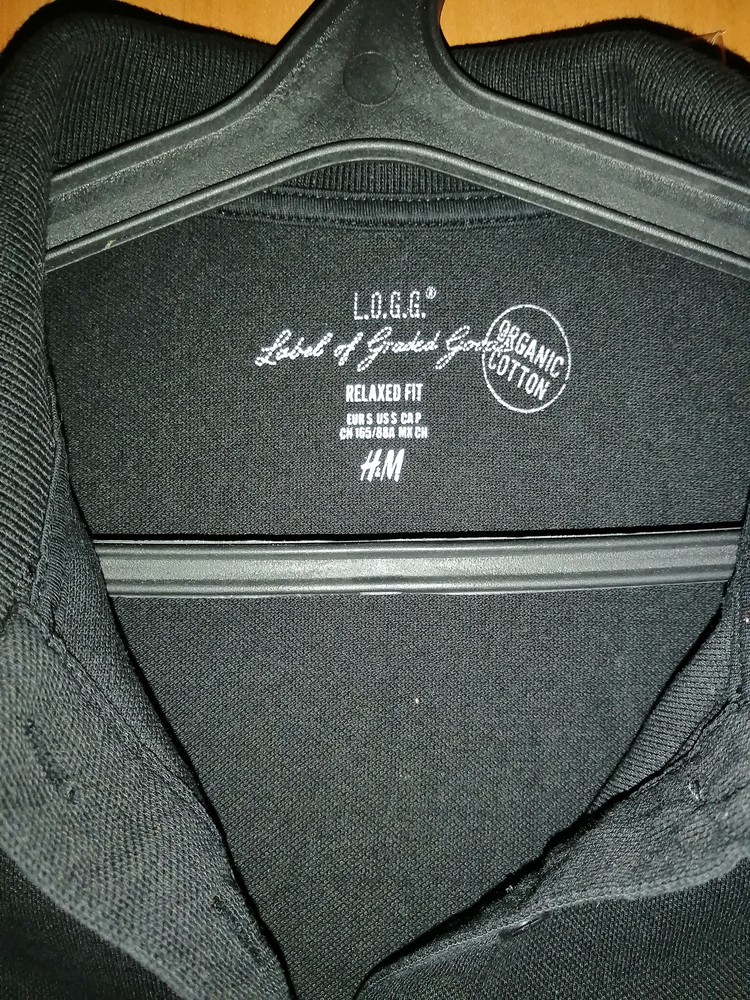 L.O.G.G.®
Label of Graded Goods
ORGANIC
COTTON
RELAXED FIT
EUR S US S CA P
CN 165/88A MX CH
H&M